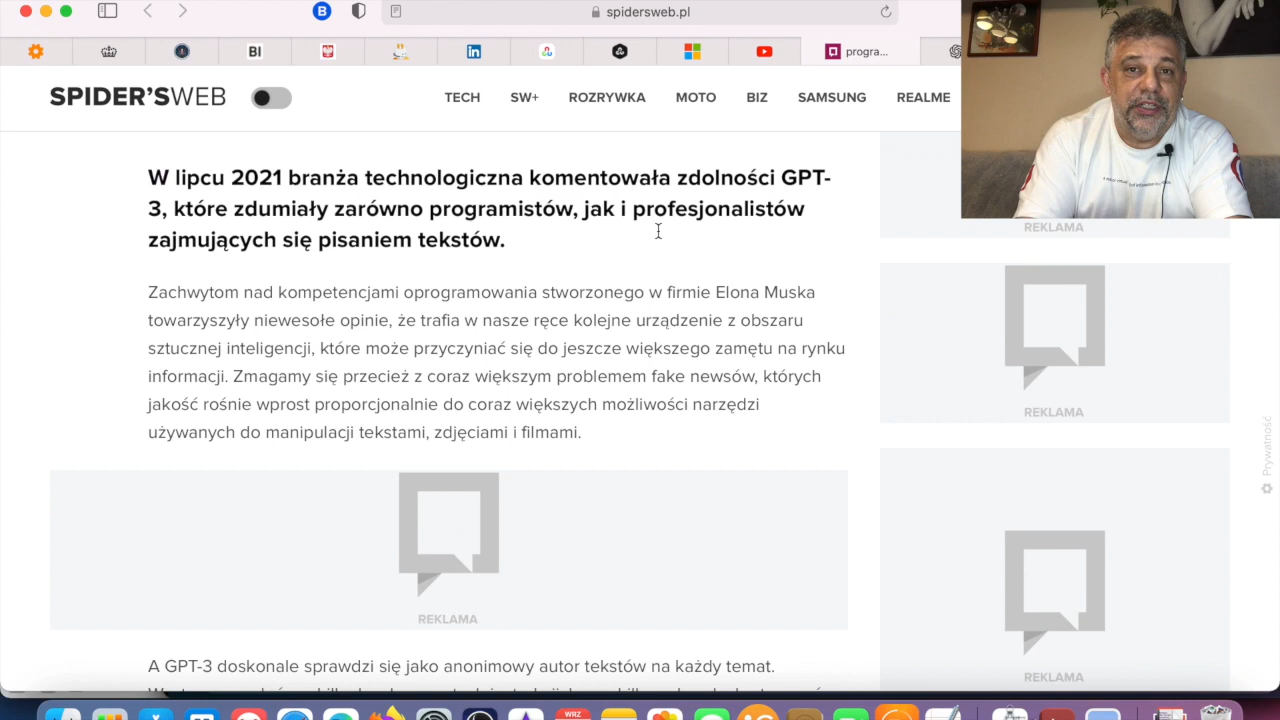 spidersweb.pl
BI
progra...
SPIDER'SWEB
TECH SW+ ROZRYWKA MOTO BIZ SAMSUNG REALME
W lipcu 2021 branża technologiczna komentowała zdolności GPT-
3, które zdumiały zarówno programistów, jak i profesjonalistów
zajmujących się pisaniem tekstów.
Zachwytom nad kompetencjami oprogramowania stworzonego w firmie Elona Muska
towarzyszyły niewesołe opinie, że trafia w nasze ręce kolejne urządzenie z obszaru
sztucznej inteligencji, które może przyczyniać się do jeszcze większego zamętu na rynku
informacji. Zmagamy się przecież z coraz większym problemem fake newsów, których
jakość rośnie wprost proporcjonalnie do coraz większych możliwości narzędzi
używanych do manipulacji tekstami, zdjęciami i filmami.
REKLAMA
A GPT-3 doskonale sprawdzi się jako anonimowy autor tekstów na każdy temat.
REKLAMA
REKLAMA
REKLAMA
Prywatność
WRZ